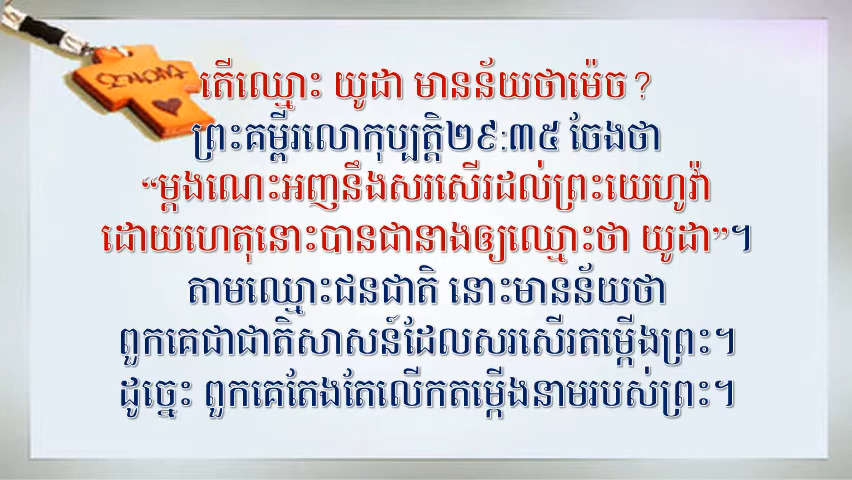 តើឈ្មោះ យូដា មានន័យថាម៉េច?
ព្រះគម្ពីរលោកុប្បត្តិ២៩:៣៥ ចែងថា
“ម្ដងណេះអញនឹងសរសើរដល់ព្រះយេហូវ៉ា
ដោយហេតុនោះបានជានាងឲ្យឈ្មោះថា យូដា”។
តាមឈ្មោះជនជាតិ នោះមានន័យថា
ពួកគេជាជាតិសាសន៍ដែលសរសើរតម្កើងព្រះ។
ដូច្នេះ ពួកគេតែងតែលើកតម្កើងនាមរបស់ព្រះ។